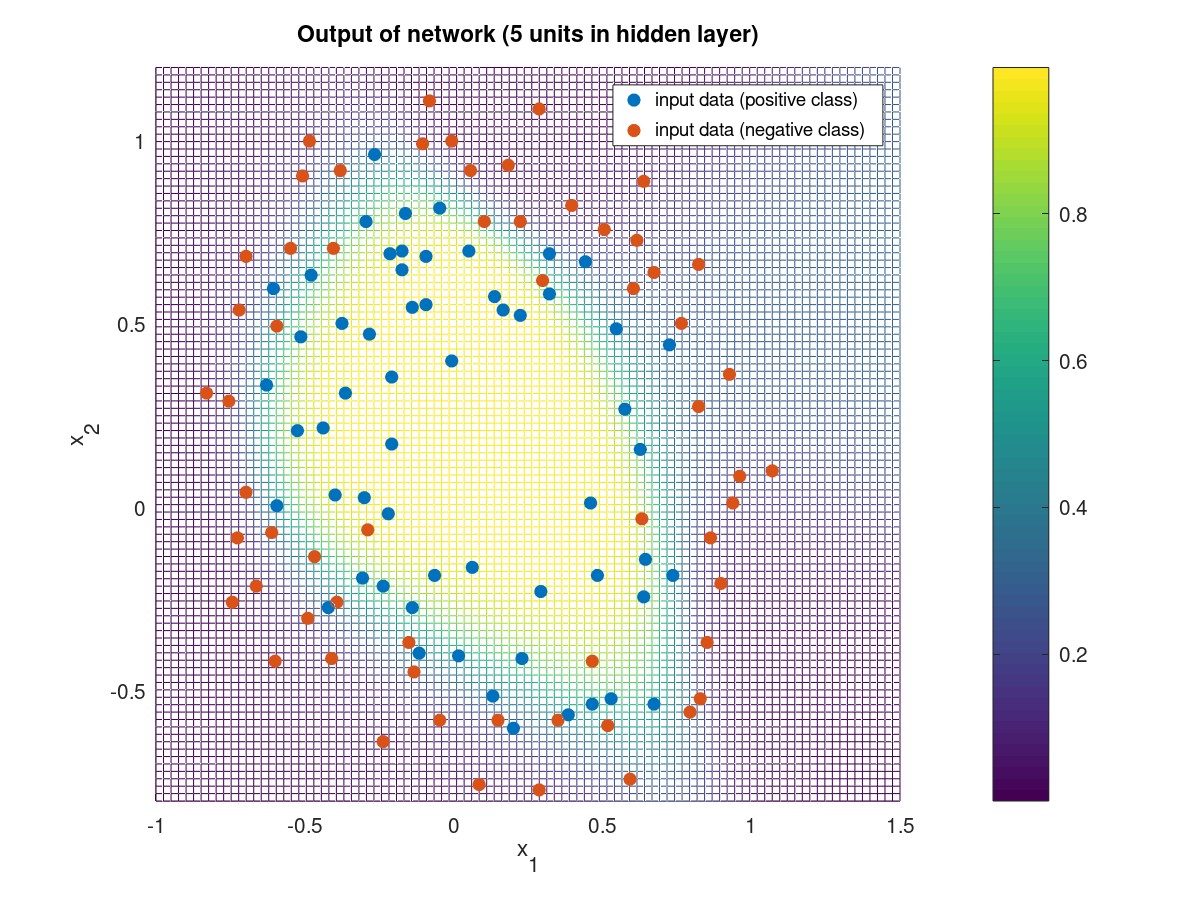 Output of network (5 units in hidden layer)
input data (positive class)
input data (negative class)
1
0.5
0
-0.5
x2
-1
-0.5
0
0.5
1
1.5
x1
0.8
0.6
0.4
0.2